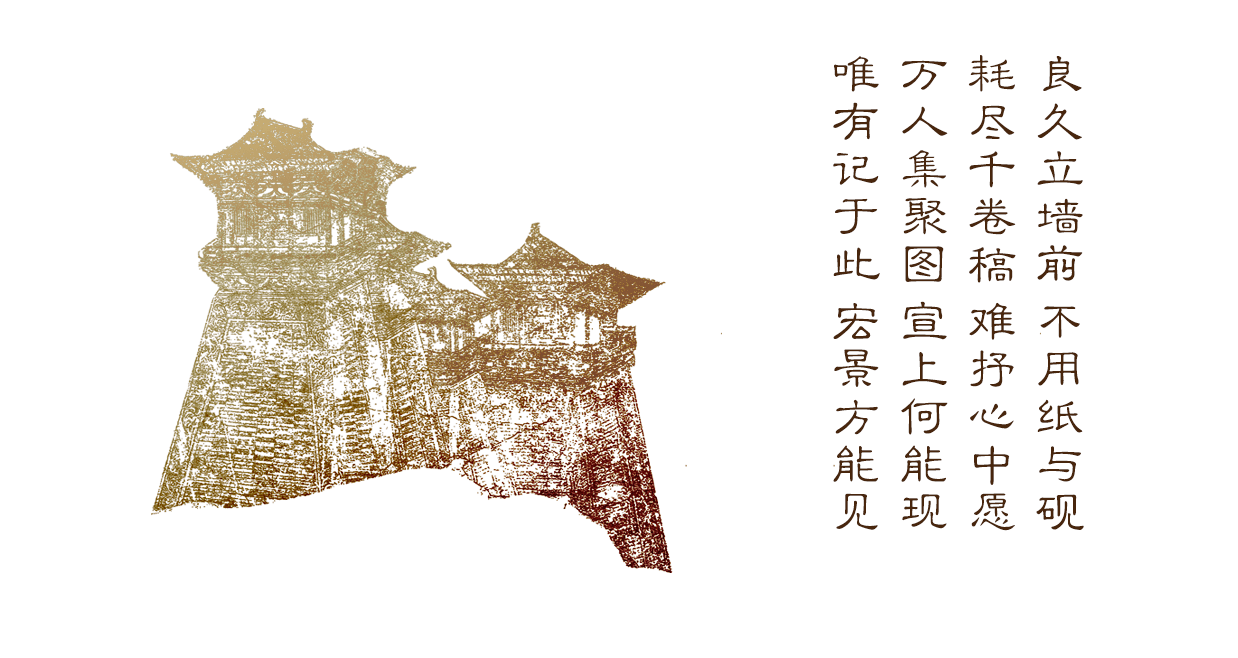 良久立墙前 不用纸与砚
耗尽千卷稿 难抒心中愿
万人集聚图 宣上何能现
唯有记于此 宏景方能见